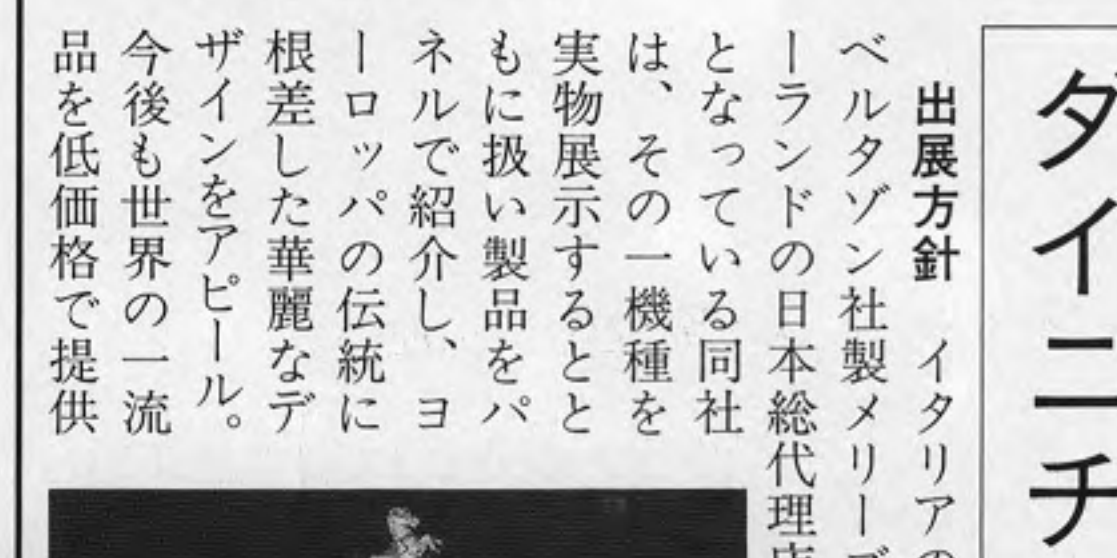 ダイニチ
出展方針　イタリアの
ベルタゾン社製メリーゴ
ーランドの日本総代理店
となっている同社
は、その一機種を
実物展示するとと
もに扱い製品をパ
ネルで紹介し、ヨ
ーロッパの伝統に
根差した華麗なデ
ザインをアピール。
今後も世界の一流
品を低価格で提供